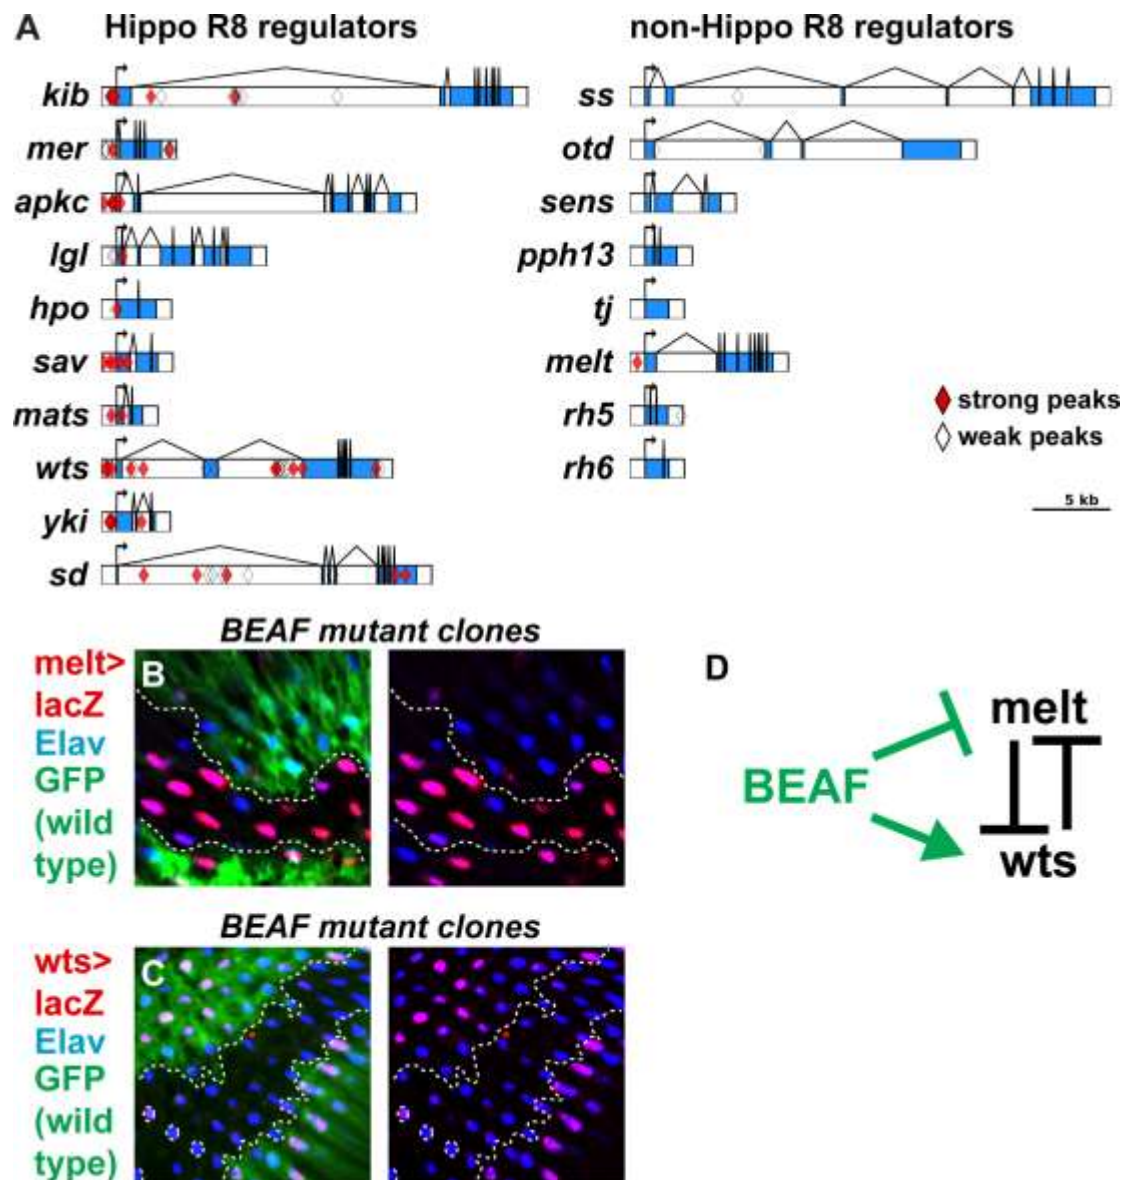 A Hippo R8 regulators
non-Hippo R8 regulators
kib
mer
apkc
lgl
hpo
sav
mats
wts
yki
sd
ss
otd
sens
pph13
tj
melt
rh5
rh6
strong peaks
weak peaks
5 kb
BEAF mutant clones
melt>
lacZ
Elav
GFP
(wild
type)
B
BEAF mutant clones
wts>
lacZ
Elav
GFP
(wild
type)
C
D
melt
BEAF
wts